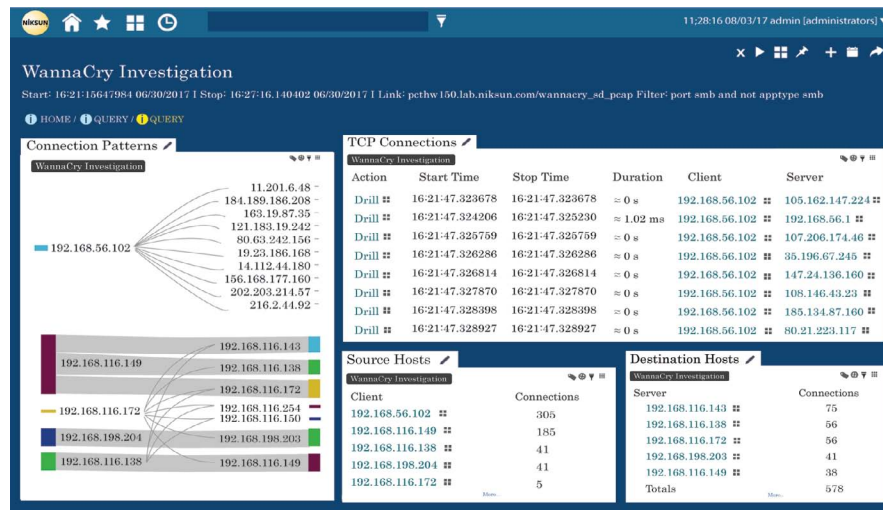 NIKSUN
11;28:16 08/03/17 admin [administrators]
WannaCry Investigation
Start: 16:21:15647984 06/30/2017 I Stop: 16:27:16.140402 06/30/2017 I Link: pcthw150.lab.niksun.com/wannacry_sd_pcap Filter: port smb and not apptype smb
HOME / QUERY / QUERY
Connection Patterns
WannaCry Investigation
192.168.56.102
11.201.6.48
184.189.186.208
163.19.87.35
121.183.19.242
80.63.242.156
19.23.186.168
14.112.44.180
156.168.177.160
202.203.214.57
216.2.44.92
192.168.116.149
192.168.116.172
192.168.198.204
192.168.116.138
192.168.116.143
192.168.116.138
192.168.116.172
192.168.116.254
192.168.116.150
192.168.198.203
192.168.116.149
TCP Connections
WannaCry Investigation
Action Start Time Stop Time Duration Client Server
Drill 16:21:47.323678 16:21:47.323678 ≈ 0 s 192.168.56.102 105.162.147.224
Drill 16:21:47.324206 16:21:47.325230 ≈ 1.02 ms 192.168.56.102 192.168.56.1
Drill 16:21:47.325759 16:21:47.325759 ≈ 0 s 192.168.56.102 107.206.174.46
Drill 16:21:47.326286 16:21:47.326286 ≈ 0 s 192.168.56.102 35.196.67.245
Drill 16:21:47.326814 16:21:47.326814 ≈ 0 s 192.168.56.102 147.24.136.160
Drill 16:21:47.327870 16:21:47.327870 ≈ 0 s 192.168.56.102 108.146.43.23
Drill 16:21:47.328398 16:21:47.328398 ≈ 0 s 192.168.56.102 185.134.87.160
Drill 16:21:47.328927 16:21:47.328927 ≈ 0 s 192.168.56.102 80.21.223.117
Source Hosts
WannaCry Investigation
Client Connections
192.168.56.102 305
192.168.116.149 185
192.168.116.138 41
192.168.198.204 41
192.168.116.172 5
More..
Destination Hosts
WannaCry Investigation
Server Connections
192.168.116.143 75
192.168.116.138 56
192.168.116.172 56
192.168.198.203 41
192.168.116.149 38
Totals 578
More..